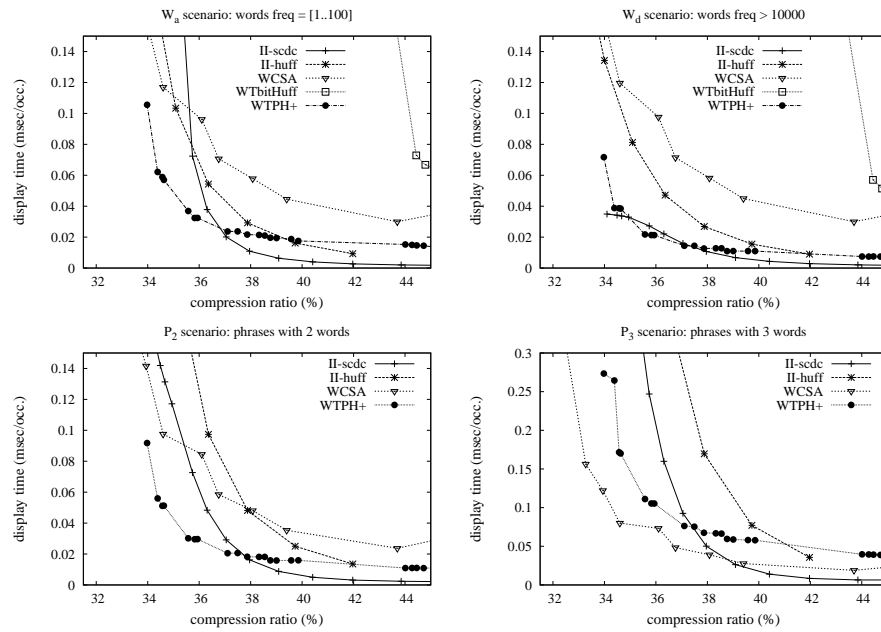 W_a scenario: words freq = [1..100]
display time (msec/occ.)
0.14
0.12
0.1
0.08
0.06
0.04
0.02
0
II-scdc
II-huff
WCSA
WTbitHuff
WTPH+
32 34 36 38 40 42 44
compression ratio (%)
W_d scenario: words freq > 10000
display time (msec/occ.)
0.14
0.12
0.1
0.08
0.06
0.04
0.02
0
II-scdc
II-huff
WCSA
WTbitHuff
WTPH+
32 34 36 38 40 42 44
compression ratio (%)
P_2 scenario: phrases with 2 words
display time (msec/occ.)
0.14
0.12
0.1
0.08
0.06
0.04
0.02
0
II-scdc
II-huff
WCSA
WTPH+
32 34 36 38 40 42 44
compression ratio (%)
P_3 scenario: phrases with 3 words
display time (msec/occ.)
0.3
0.25
0.2
0.15
0.1
0.05
0
II-scdc
II-huff
WCSA
WTPH+
32 34 36 38 40 42 44
compression ratio (%)